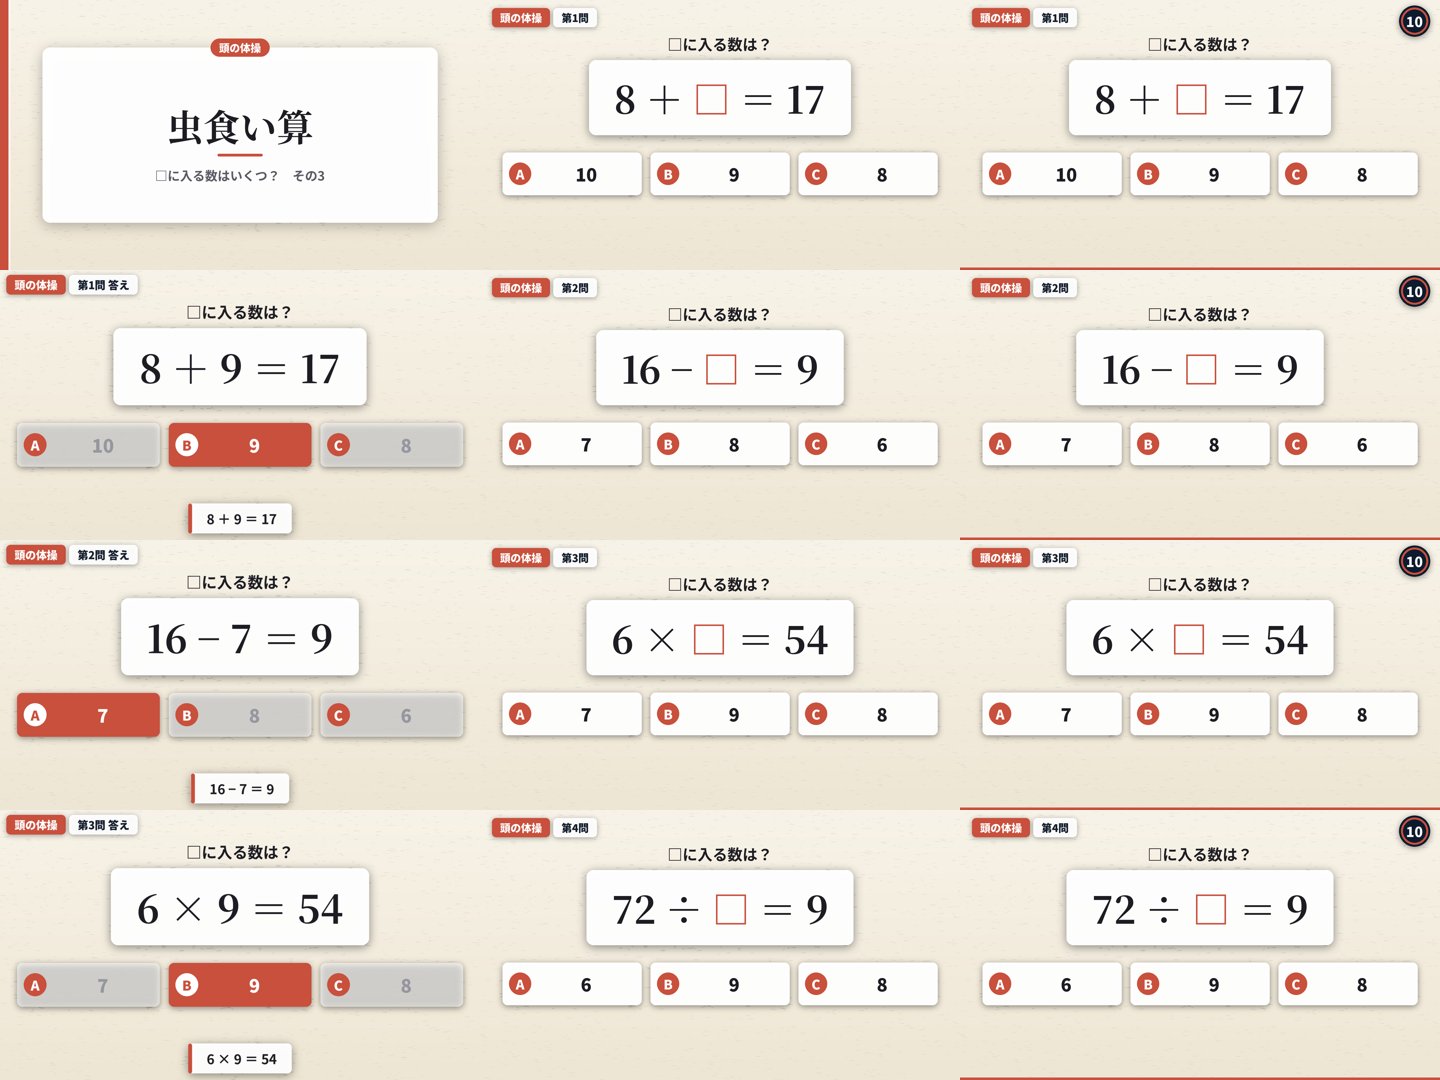 頭の体操
虫食い算
□に入る数はいくつ？ その3
頭の体操 第1問
□に入る数は？
8 + □ = 17
A 10 B 9 C 8
頭の体操 第1問 10
□に入る数は？
8 + □ = 17
A 10 B 9 C 8
頭の体操 第1問 答え
□に入る数は？
8 + 9 = 17
A 10 B 9 C 8
8 + 9 = 17
頭の体操 第2問
□に入る数は？
16 − □ = 9
A 7 B 8 C 6
頭の体操 第2問 10
□に入る数は？
16 − □ = 9
A 7 B 8 C 6
頭の体操 第2問 答え
□に入る数は？
16 − 7 = 9
A 7 B 8 C 6
16 − 7 = 9
頭の体操 第3問
□に入る数は？
6 × □ = 54
A 7 B 9 C 8
頭の体操 第3問 10
□に入る数は？
6 × □ = 54
A 7 B 9 C 8
頭の体操 第3問 答え
□に入る数は？
6 × 9 = 54
A 7 B 9 C 8
6 × 9 = 54
頭の体操 第4問
□に入る数は？
72 ÷ □ = 9
A 6 B 9 C 8
頭の体操 第4問 10
□に入る数は？
72 ÷ □ = 9
A 6 B 9 C 8